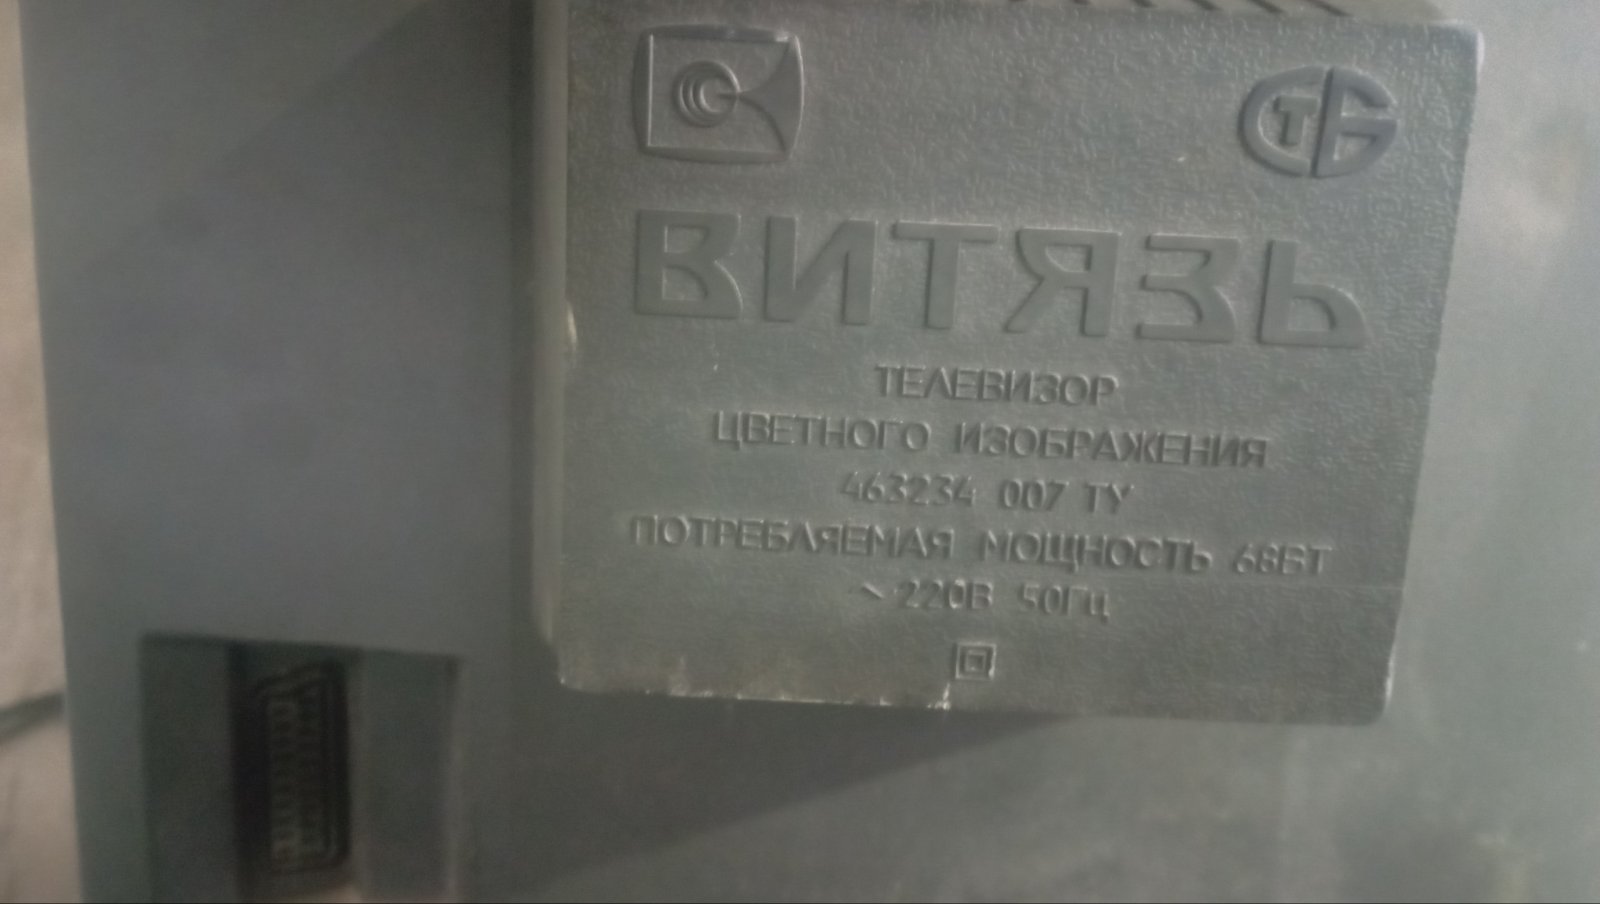 ВИТЯЗЬ
ТЕЛЕВИЗОР
ЦВЕТНОГО ИЗОБРАЖЕНИЯ
463234 007 ТУ
ПОТРЕБЛЯЕМАЯ МОЩНОСТЬ 68ВТ
~220В 50ГЦ